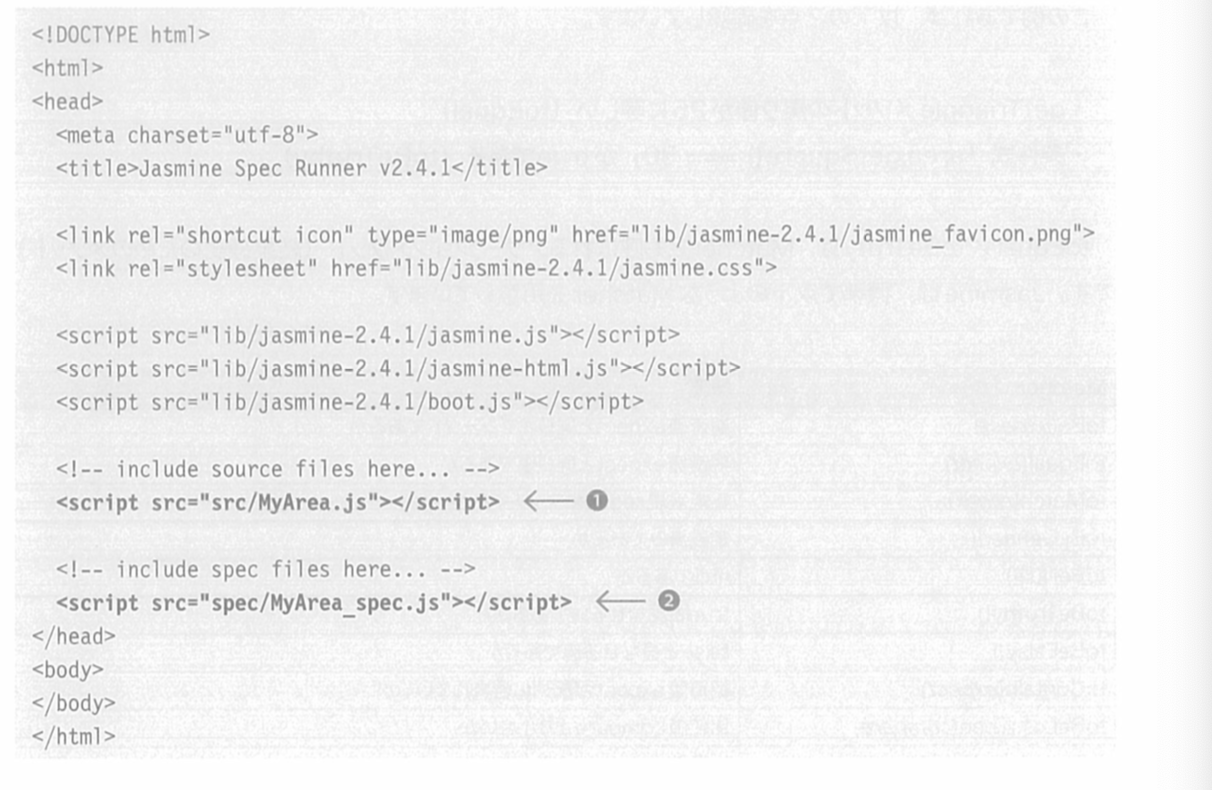 <!DOCTYPE html>
<html>
<head>
  <meta charset="utf-8">
  <title>Jasmine Spec Runner v2.4.1</title>

  <link rel="shortcut icon" type="image/png" href="lib/jasmine-2.4.1/jasmine_favicon.png">
  <link rel="stylesheet" href="lib/jasmine-2.4.1/jasmine.css">

  <script src="lib/jasmine-2.4.1/jasmine.js"></script>
  <script src="lib/jasmine-2.4.1/jasmine-html.js"></script>
  <script src="lib/jasmine-2.4.1/boot.js"></script>

  <!-- include source files here... -->
  <script src="src/MyArea.js"></script> ← ❶

  <!-- include spec files here... -->
  <script src="spec/MyArea_spec.js"></script> ← ❷
</head>
<body>
</body>
</html>